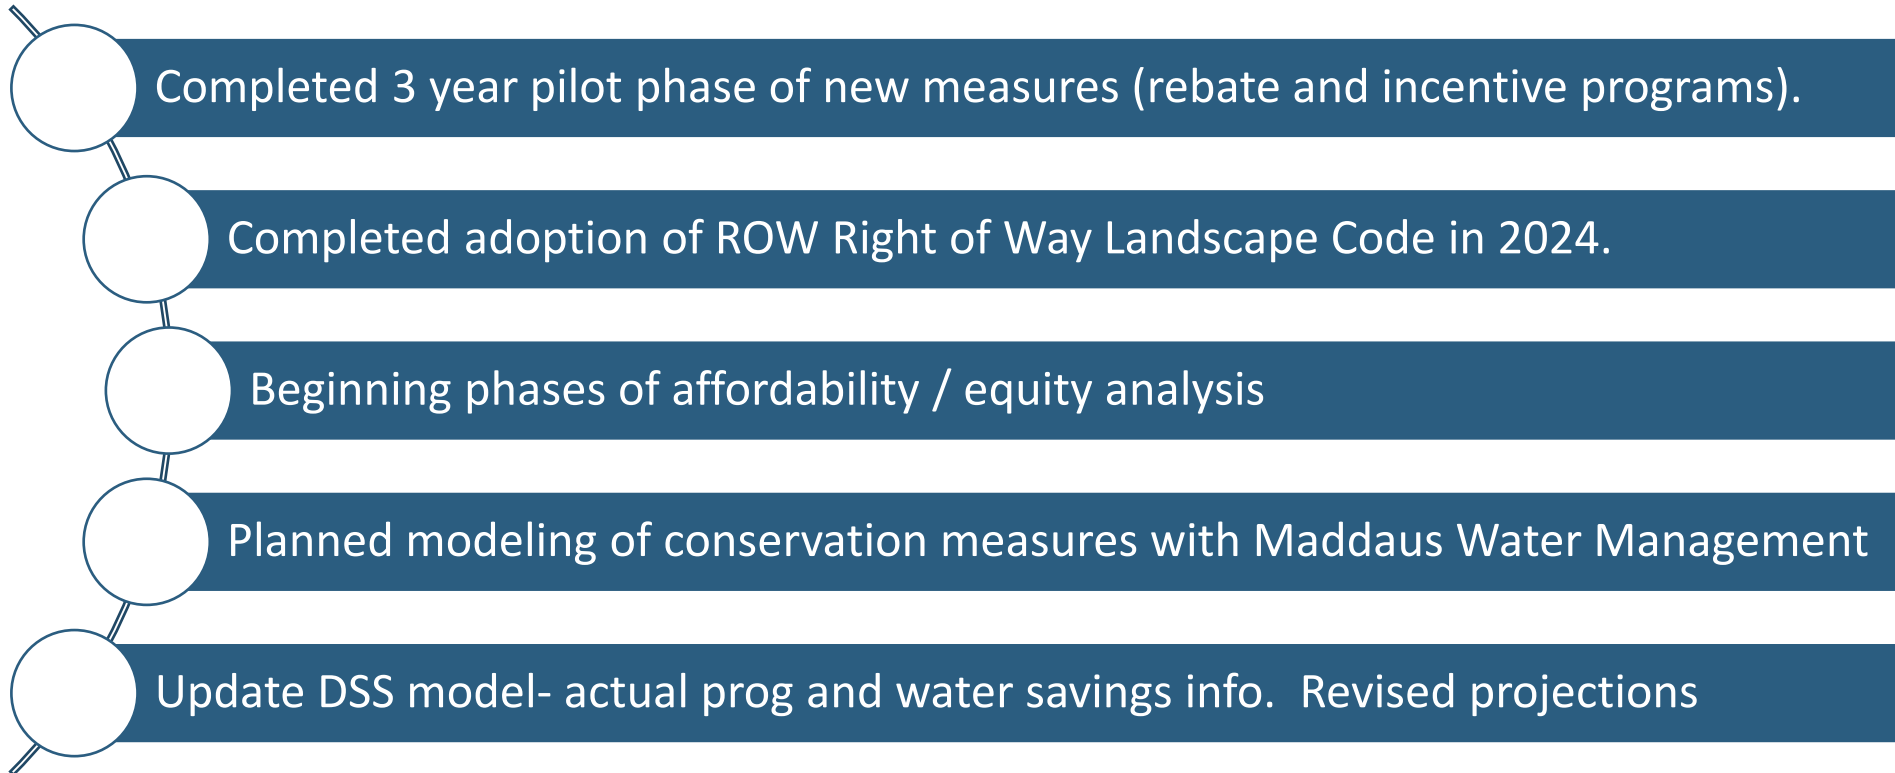 Completed 3 year pilot phase of new measures (rebate and incentive programs).
Completed adoption of ROW Right of Way Landscape Code in 2024.
Beginning phases of affordability / equity analysis
Planned modeling of conservation measures with Maddaus Water Management
Update DSS model- actual prog and water savings info.  Revised projections